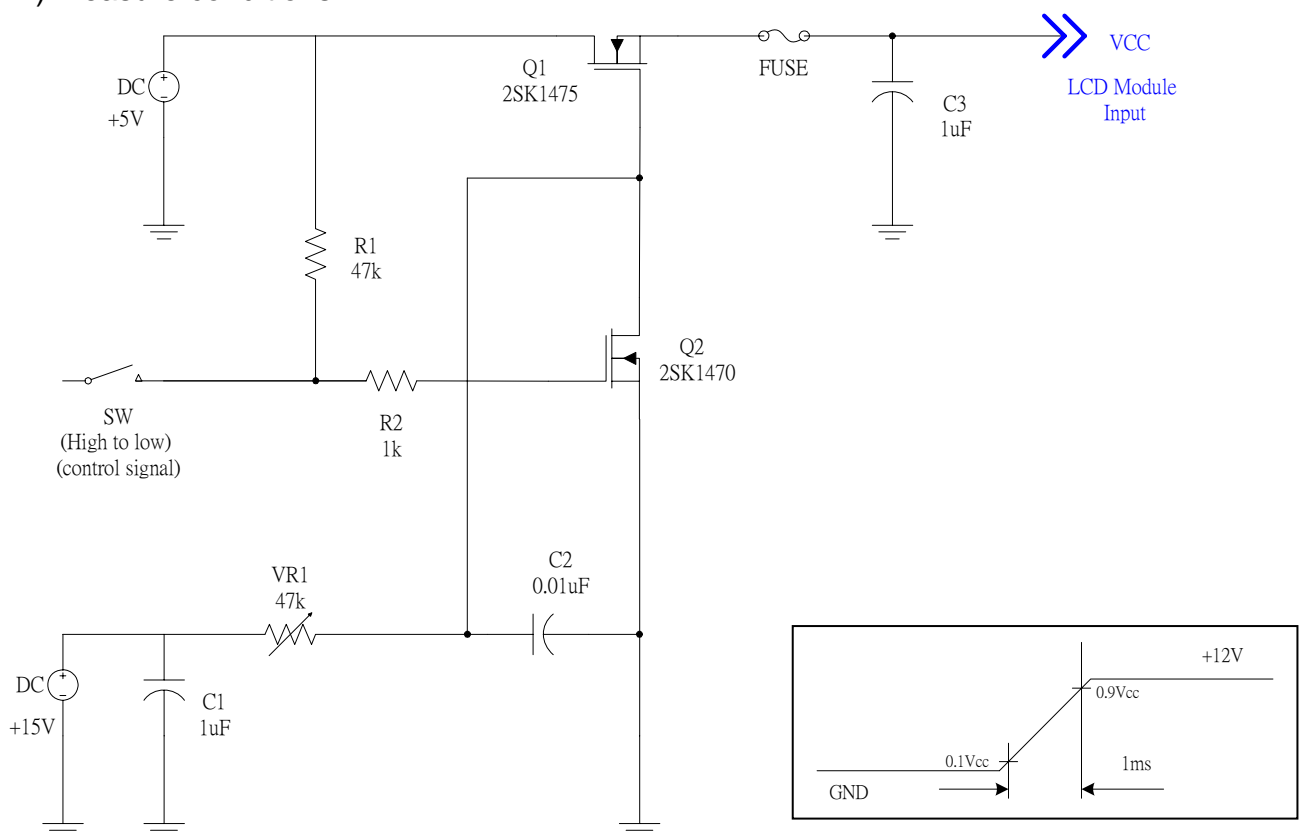 DC
+5V
Q1
2SK1475
FUSE
VCC
LCD Module
Input
C3
1uF
R1
47k
Q2
2SK1470
SW
(High to low)
(control signal)
R2
1k
VR1
47k
C2
0.01uF
DC
+15V
C1
1uF
+12V
0.9Vcc
0.1Vcc
1ms
GND